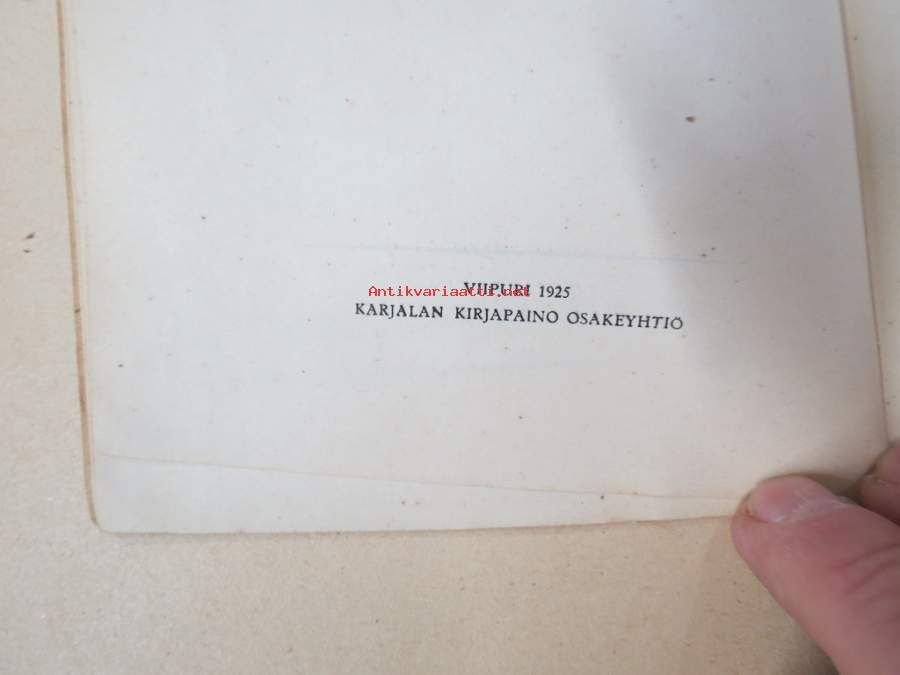 VIIPURI 1925
Antikvariaatti.net
KARJALAN KIRJAPAINO OSAKEYHTIÖ